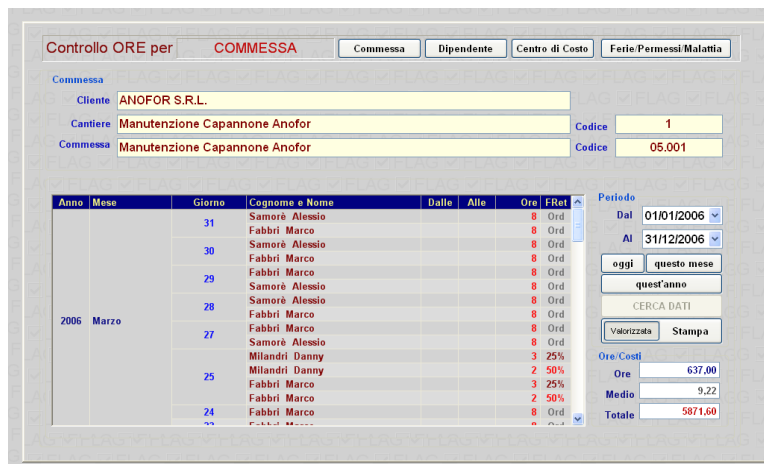 Controllo ORE per COMMESSA Commessa Dipendente Centro di Costo Ferie/Permessi/Malattia
Commessa
Cliente ANOFOR S.R.L.
Cantiere Manutenzione Capannone Anofor Codice 1
Commessa Manutenzione Capannone Anofor Codice 05.001
Anno Mese Giorno Cognome e Nome Dalle Alle Ore FRet
2006 Marzo
31 Samorè Alessio 8 Ord
Fabbri Marco 8 Ord
30 Samorè Alessio 8 Ord
Fabbri Marco 8 Ord
29 Fabbri Marco 8 Ord
Samorè Alessio 8 Ord
28 Samorè Alessio 8 Ord
Fabbri Marco 8 Ord
27 Fabbri Marco 8 Ord
Samorè Alessio 8 Ord
25 Milandri Danny 3 25%
Milandri Danny 2 50%
Fabbri Marco 3 25%
Fabbri Marco 2 50%
24 Fabbri Marco 8 Ord
Periodo
Dal 01/01/2006
Al 31/12/2006
oggi questo mese
quest'anno
CERCA DATI
Valorizzata Stampa
Ore/Costi
Ore 637,00
Medio 9,22
Totale 5871,60